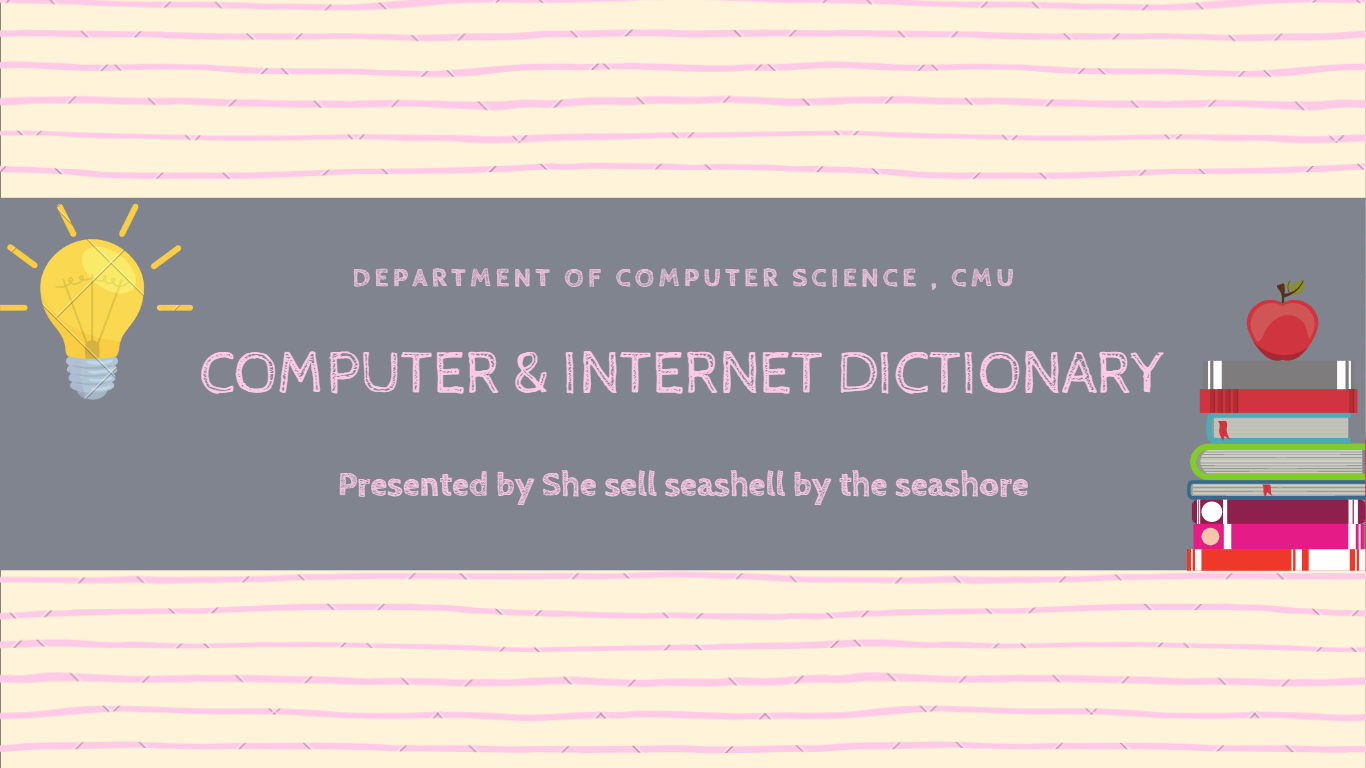 DEPARTMENT OF COMPUTER SCIENCE , CMU
COMPUTER & INTERNET DICTIONARY
Presented by She sell seashell by the seashore